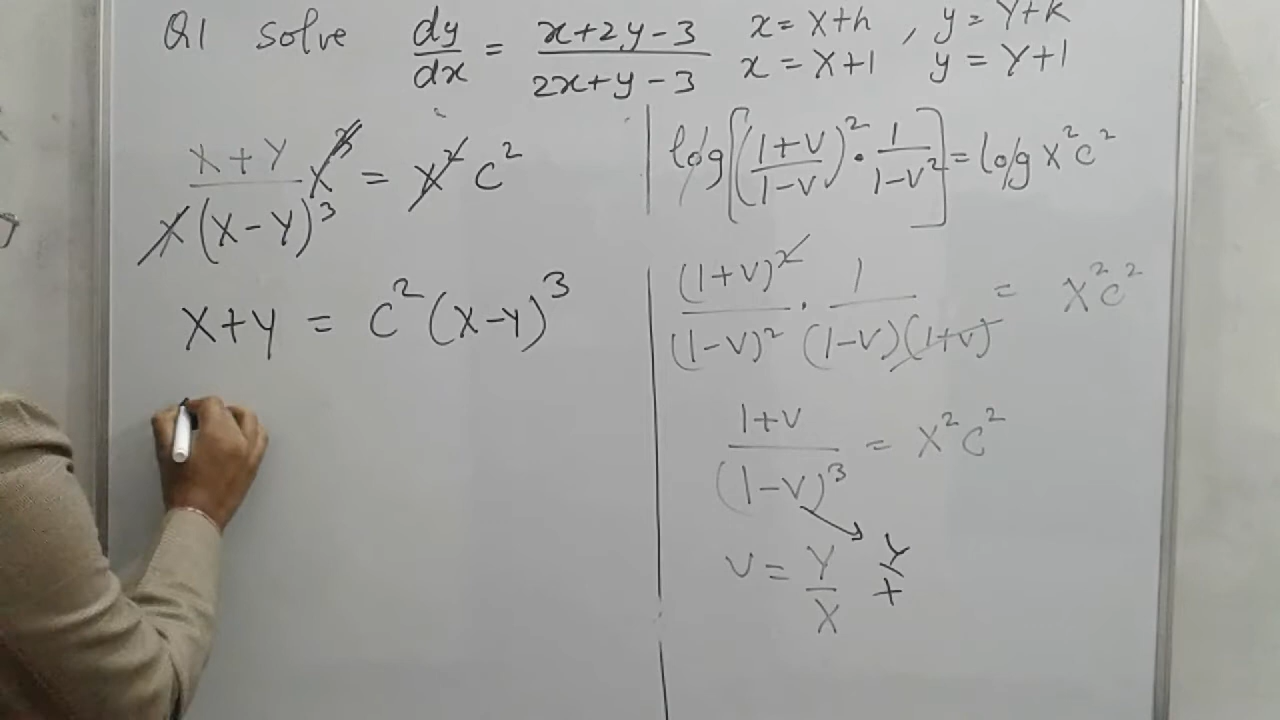 Q1 solve dy/dx = x+2y-3 / 2x+y-3 x = X+h , y = Y+k
x = X+1 y = Y+1
X+Y / X(X-Y)^3 X^3 = X^2 C^2
X+Y = C^2 (X-Y)^3
log[(1+V / 1-V)^2 · 1 / 1-V^2] = log X^2 C^2
(1+V)^2 / (1-V)^2 · 1 / (1-V)(1+V) = X^2 C^2
1+V / (1-V)^3 = X^2 C^2
V = Y/X Y/X